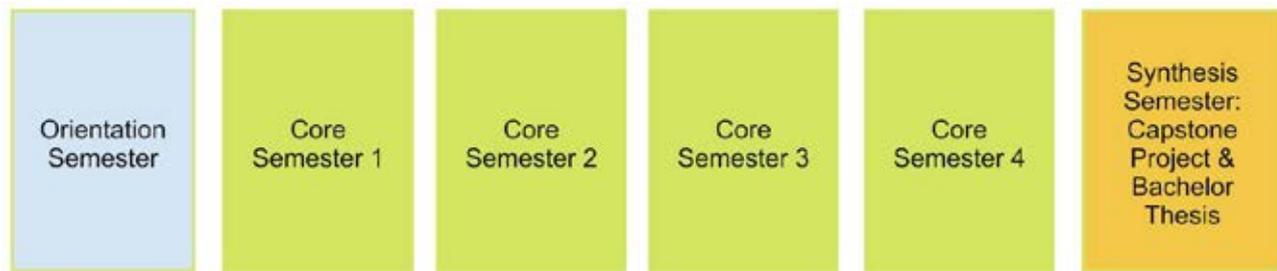 Orientation
Semester
Core
Semester 1
Core
Semester 2
Core
Semester 3
Core
Semester 4
Synthesis
Semester:
Capstone
Project &
Bachelor
Thesis